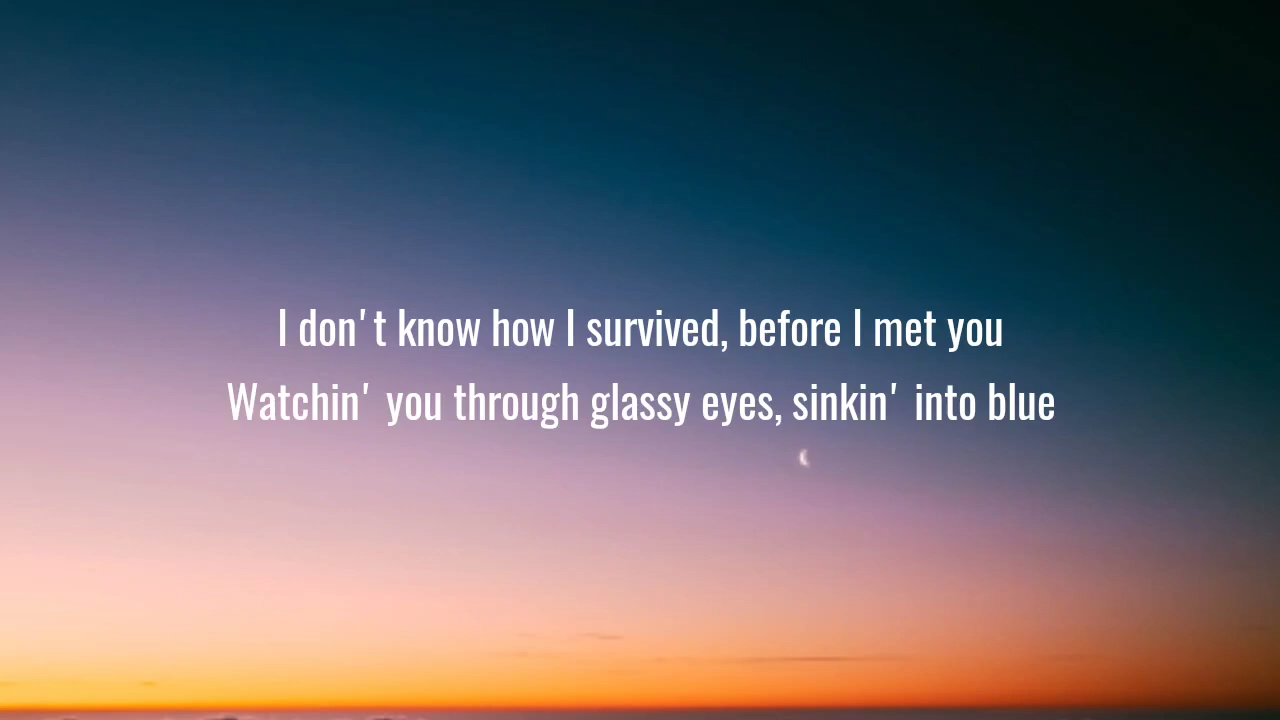 I don't know how I survived, before I met you
Watchin' you through glassy eyes, sinkin' into blue